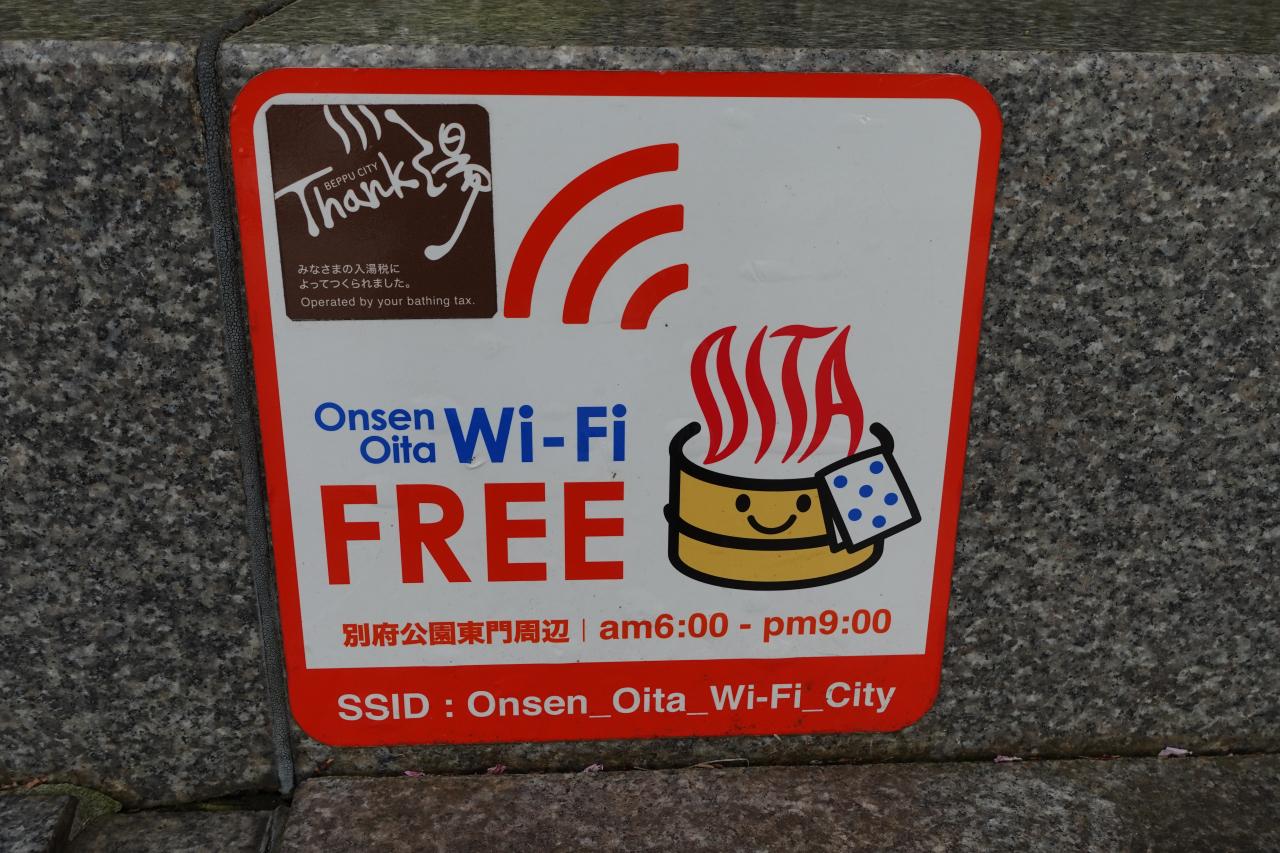 BEPPU CITY
Thank湯
みなさまの入湯税に
よってつくられました。
Operated by your bathing tax.
OITA
Onsen
Oita Wi-Fi
FREE
別府公園東門周辺 | am6:00 - pm9:00
SSID : Onsen_Oita_Wi-Fi_City